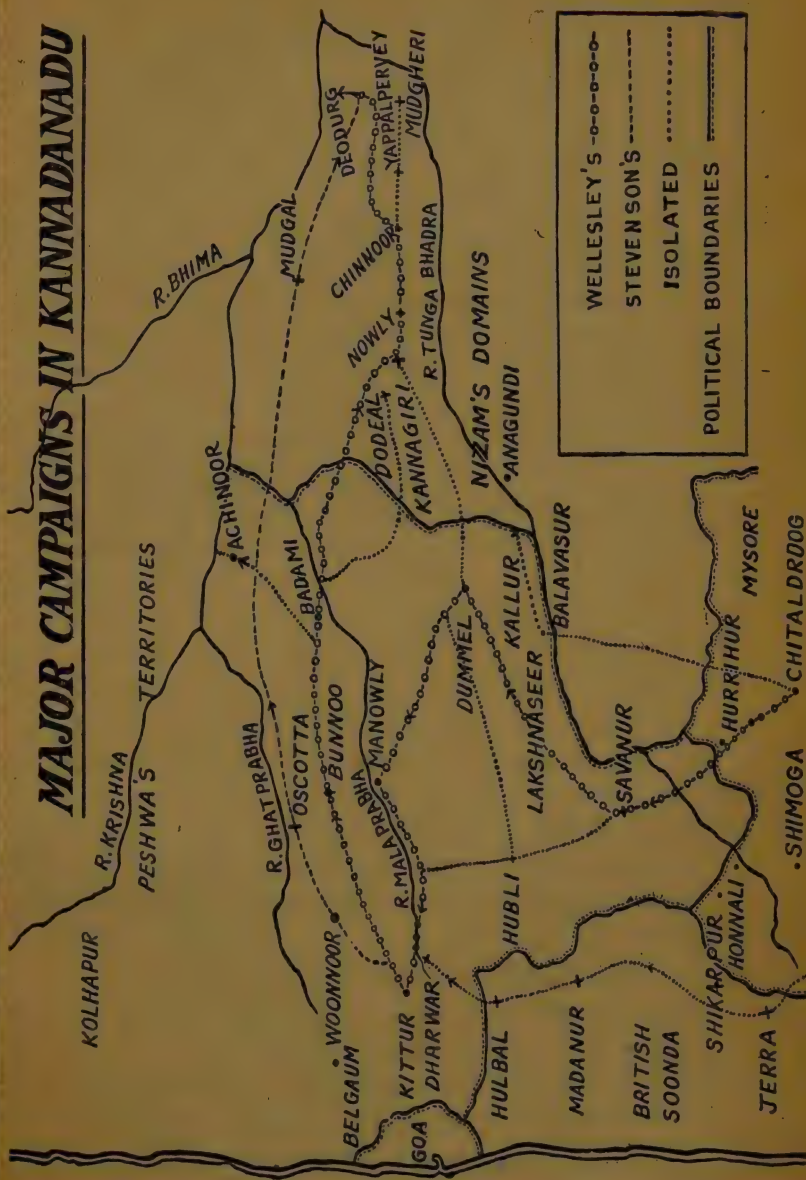 MAJOR CAMPAIGNS IN KANNADANADU
KOLHAPUR
R. KRISHNA
PESHWA'S TERRITORIES
R. BHIMA
R. GHATPRABHA
ACHI-NOOR
MUDGAL
DEODURG
YAPPALPERVEY
MUDGHERI
CHINNOOR
NOWLY
DODEAL
KANNAGIRI
R. TUNGA BHADRA
NIZAM'S DOMAINS
ANAGUNDI
BELGAUM
WOONNOOR
OSCOTTA
BUNNOO
BADAMI
R. MALAPRABHA
MANOWLY
KITTUR
DHARWAR
GOA
HUBLI
DUMMEL
LAKSHNASEER
KALLUR
BALAVASUR
HULBAL
MADANUR
BRITISH
SOONDA
SAVANUR
SHIKARPUR
HONNALI
HURRIHUR
MYSORE
JERRA
SHIMOGA
CHITALDROOG
WELLESLEY'S
STEVENSON'S
ISOLATED
POLITICAL BOUNDARIES